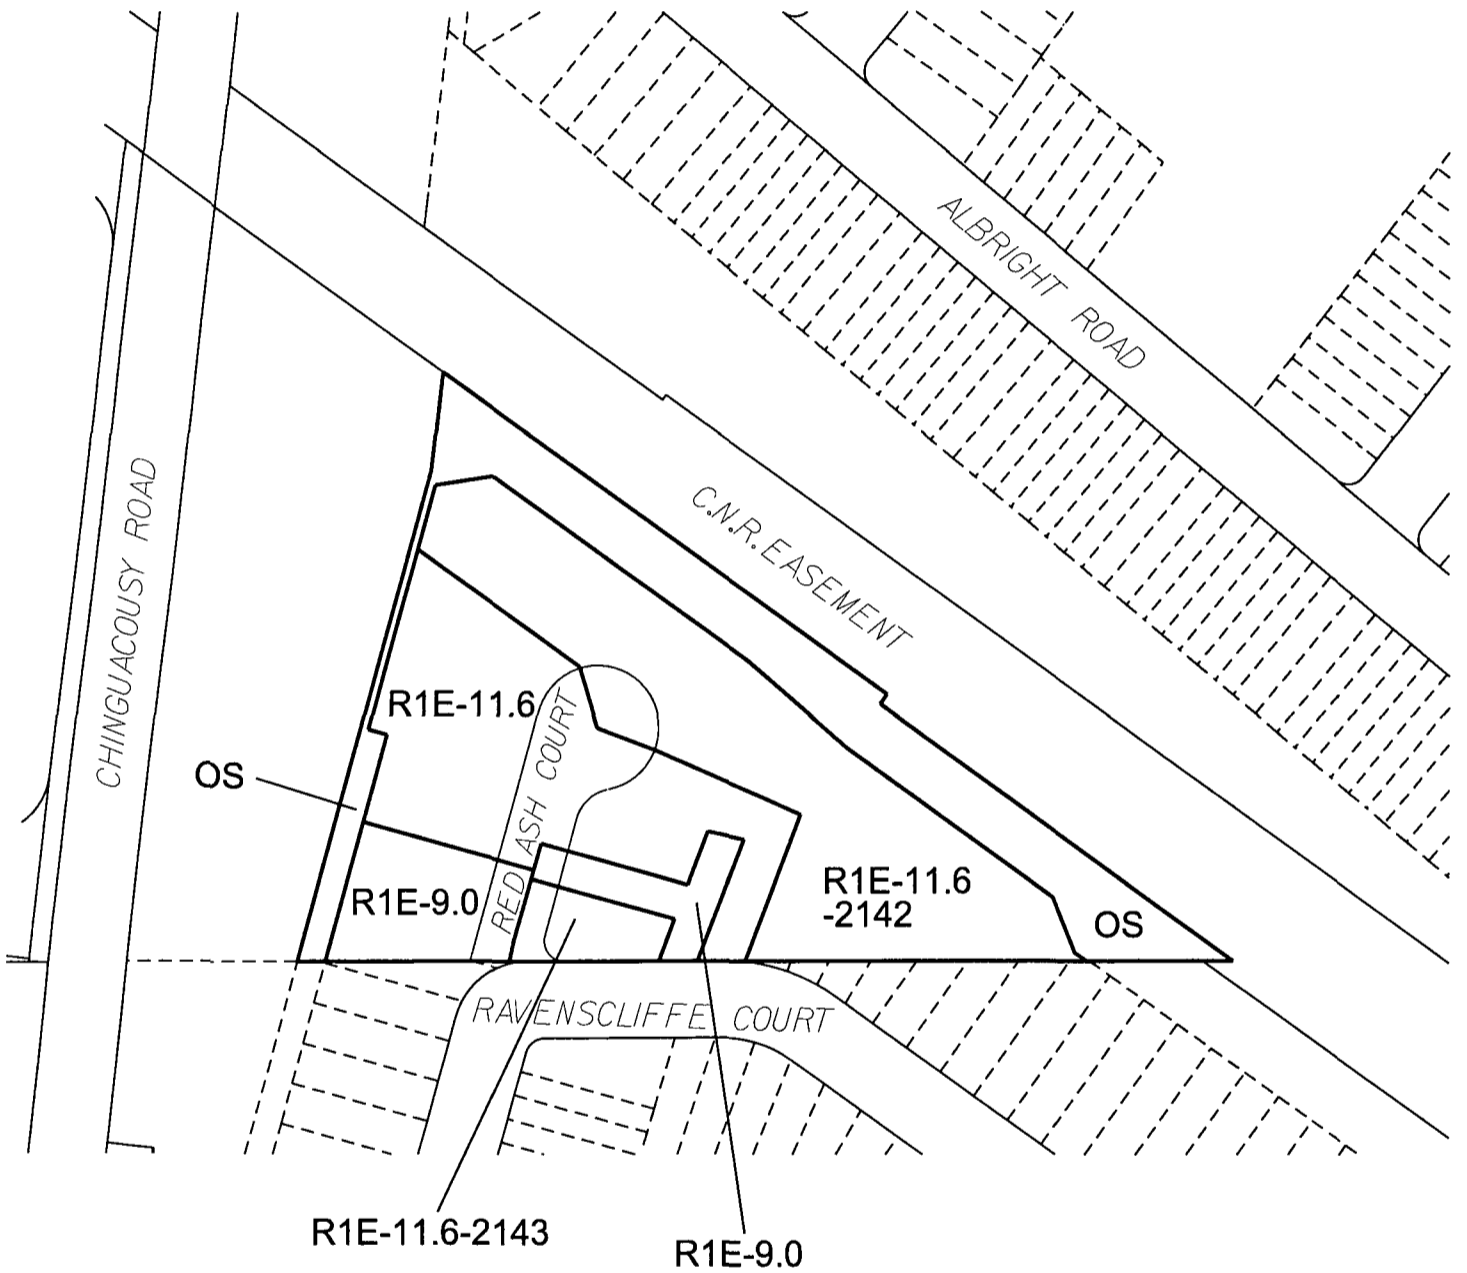 ALBRIGHT ROAD
C.N.R. EASEMENT
CHINGUACOUSY ROAD
R1E-11.6
RED ASH COURT
OS
R1E-9.0
R1E-11.6
-2142
OS
RAVENSCLIFFE COURT
R1E-11.6-2143
R1E-9.0